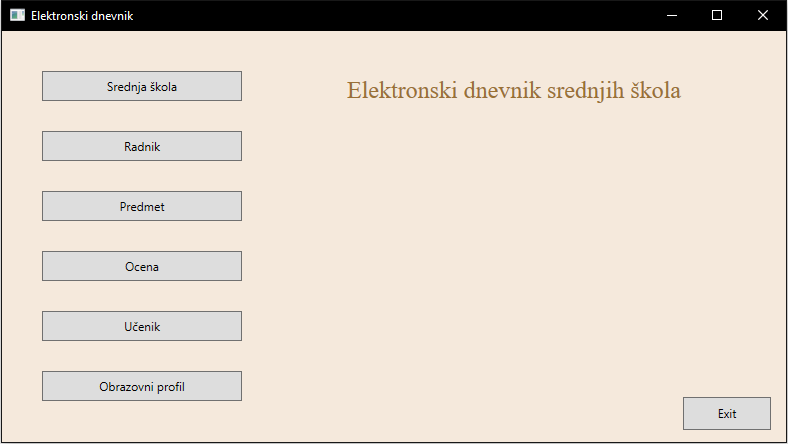 Elektronski dnevnik
Srednja škola
Elektronski dnevnik srednjih škola
Radnik
Predmet
Ocena
Učenik
Obrazovni profil
Exit